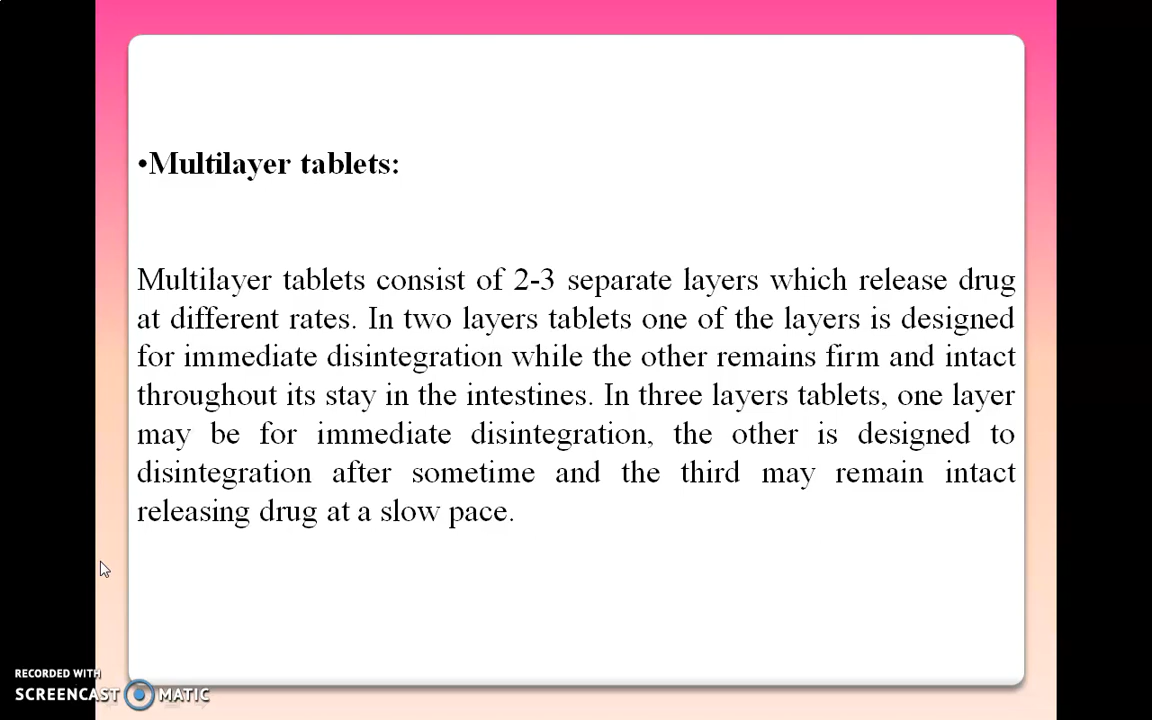 •Multilayer tablets:
Multilayer tablets consist of 2-3 separate layers which release drug
at different rates. In two layers tablets one of the layers is designed
for immediate disintegration while the other remains firm and intact
throughout its stay in the intestines. In three layers tablets, one layer
may be for immediate disintegration, the other is designed to
disintegration after sometime and the third may remain intact
releasing drug at a slow pace.
RECORDED WITH
SCREENCAST MATIC